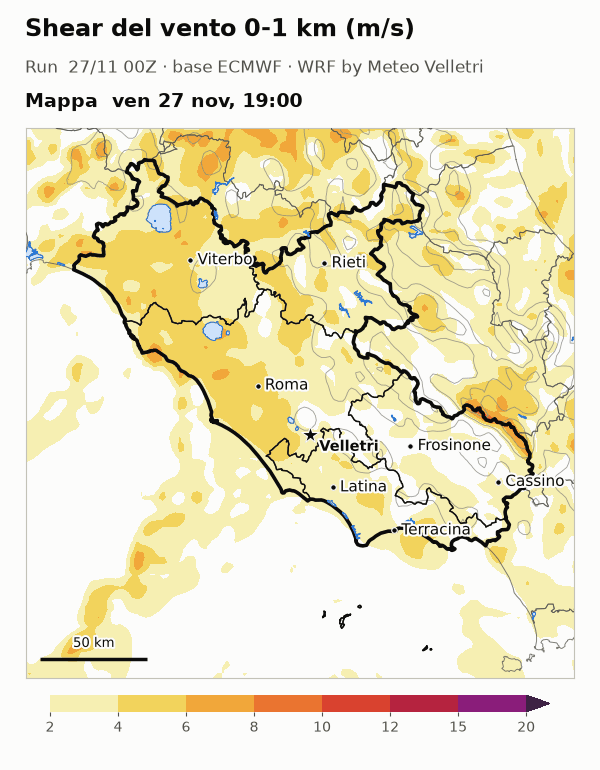 Shear del vento 0-1 km (m/s)
Run  27/11 00Z · base ECMWF · WRF by Meteo Velletri
Mappa  ven 27 nov, 19:00
Viterbo
Rieti
Roma
Velletri
Frosinone
Latina
Cassino
Terracina
50 km
2 4 6 8 10 12 15 20